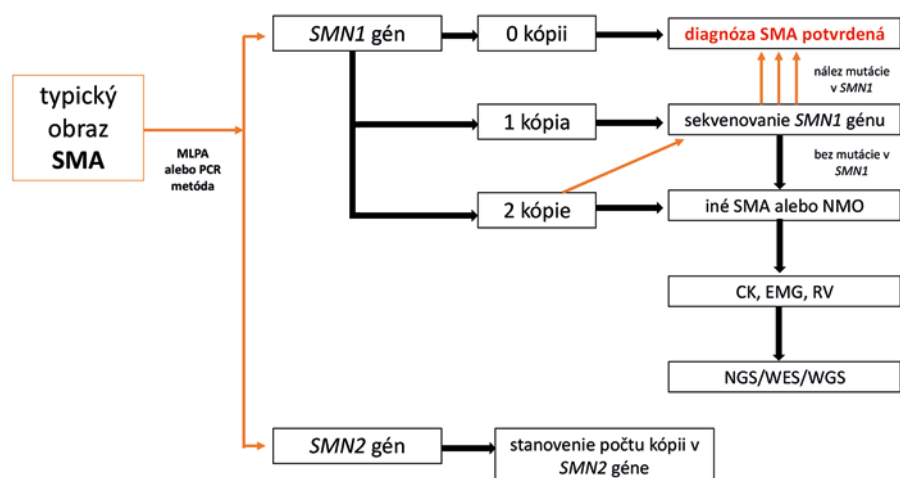 typický
obraz
SMA
MLPA
alebo PCR
metóda
SMN1 gén
0 kópii
diagnóza SMA potvrdená
nález mutácie
v SMN1
1 kópia
sekvenovanie SMN1 génu
bez mutácie v
SMN1
2 kópie
iné SMA alebo NMO
CK, EMG, RV
NGS/WES/WGS
SMN2 gén
stanovenie počtu kópii v
SMN2 géne